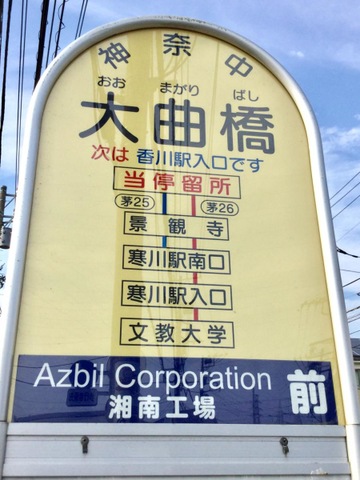 神奈中
おお まがり ばし
大曲橋
次は 香川駅入口です
当停留所
茅25 茅26
景観寺
寒川駅南口
寒川駅入口
文教大学
Azbil Corporation
湘南工場 前